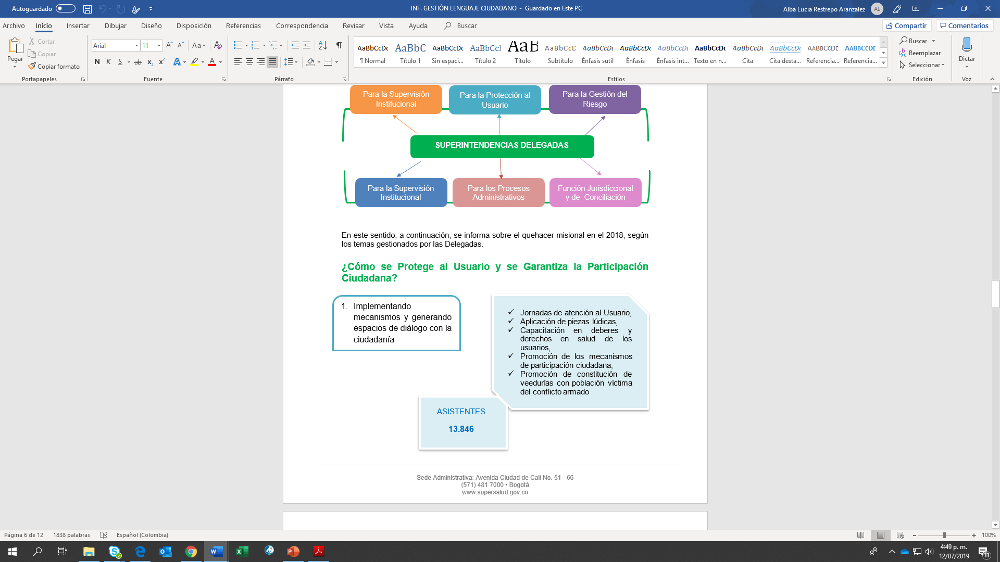 Autoguardado
INF. GESTIÓN LENGUAJE CIUDADANO - Guardado en Este PC
Alba Lucia Restrepo Aranzalez
AL
Archivo Inicio Insertar Dibujar Diseño Disposición Referencias Correspondencia Revisar Vista Ayuda Buscar
Compartir Comentarios
Pegar
Cortar
Copiar
Copiar formato
Portapapeles
Arial 11
Aa
N K S ab x2 x2 A A
Fuente
Párrafo
AaBbCcDc AaBbC AaBbCcDc AaBbCcI AaB AaBbCcD AaBbCcDc AaBbCcDc AaBbCcDc AaBbCcDc AaBbCcDc AaBbCcDc AABBCCDE AABBCCDE
¶ Normal Título 1 Sin espaci... Título 2 Título Subtítulo Énfasis sutil Énfasis Énfasis int... Texto en n... Cita Cita desta... Referencia... Referencia...
Estilos
Buscar
Reemplazar
Seleccionar
Edición
Dictar
Voz
Para la Supervisión
Institucional
Para la Protección al
Usuario
Para la Gestión del
Riesgo
SUPERINTENDENCIAS DELEGADAS
Para la Supervisión
Institucional
Para los Procesos
Administrativos
Función Jurisdiccional
y de Conciliación
En este sentido, a continuación, se informa sobre el quehacer misional en el 2018, según
los temas gestionados por las Delegadas.
¿Cómo se Protege al Usuario y se Garantiza la Participación
Ciudadana?
1. Implementando
mecanismos y generando
espacios de diálogo con la
ciudadanía
✓ Jornadas de atención al Usuario,
✓ Aplicación de piezas lúdicas,
✓ Capacitación en deberes y
derechos en salud de los
usuarios,
✓ Promoción de los mecanismos
de participación ciudadana,
✓ Promoción de constitución de
veedurías con población víctima
del conflicto armado
ASISTENTES
13.846
Sede Administrativa: Avenida Ciudad de Cali No. 51 - 66
(571) 481 7000 • Bogotá
www.supersalud.gov.co
Página 6 de 12 1838 palabras Español (Colombia)
100%
4:49 p. m.
12/07/2019
11